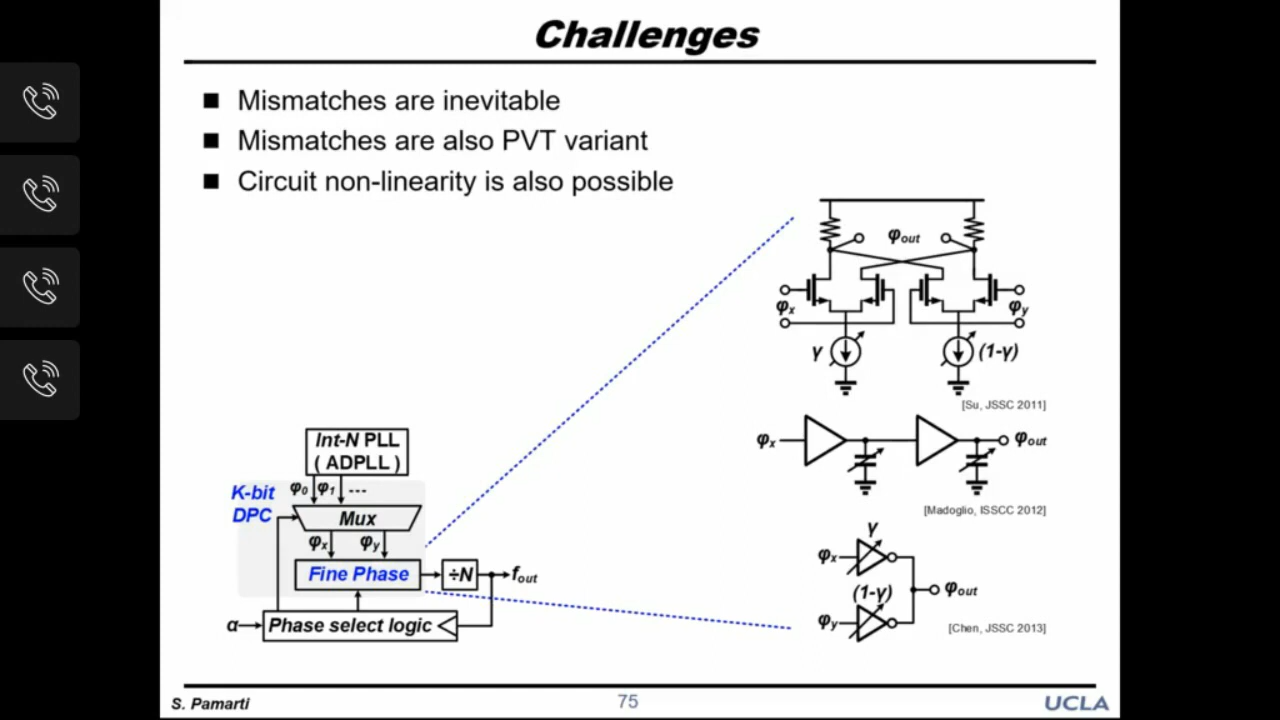 Challenges
Mismatches are inevitable
Mismatches are also PVT variant
Circuit non-linearity is also possible
φout
φx
φy
γ
(1-γ)
[Su, JSSC 2011]
φx
φout
[Madoglio, ISSCC 2012]
γ
φx
(1-γ)
φout
φy
[Chen, JSSC 2013]
Int-N PLL
( ADPLL )
φ0 φ1 ---
K-bit
DPC
Mux
φx φy
Fine Phase
÷N
fout
α
Phase select logic
S. Pamarti
75
UCLA